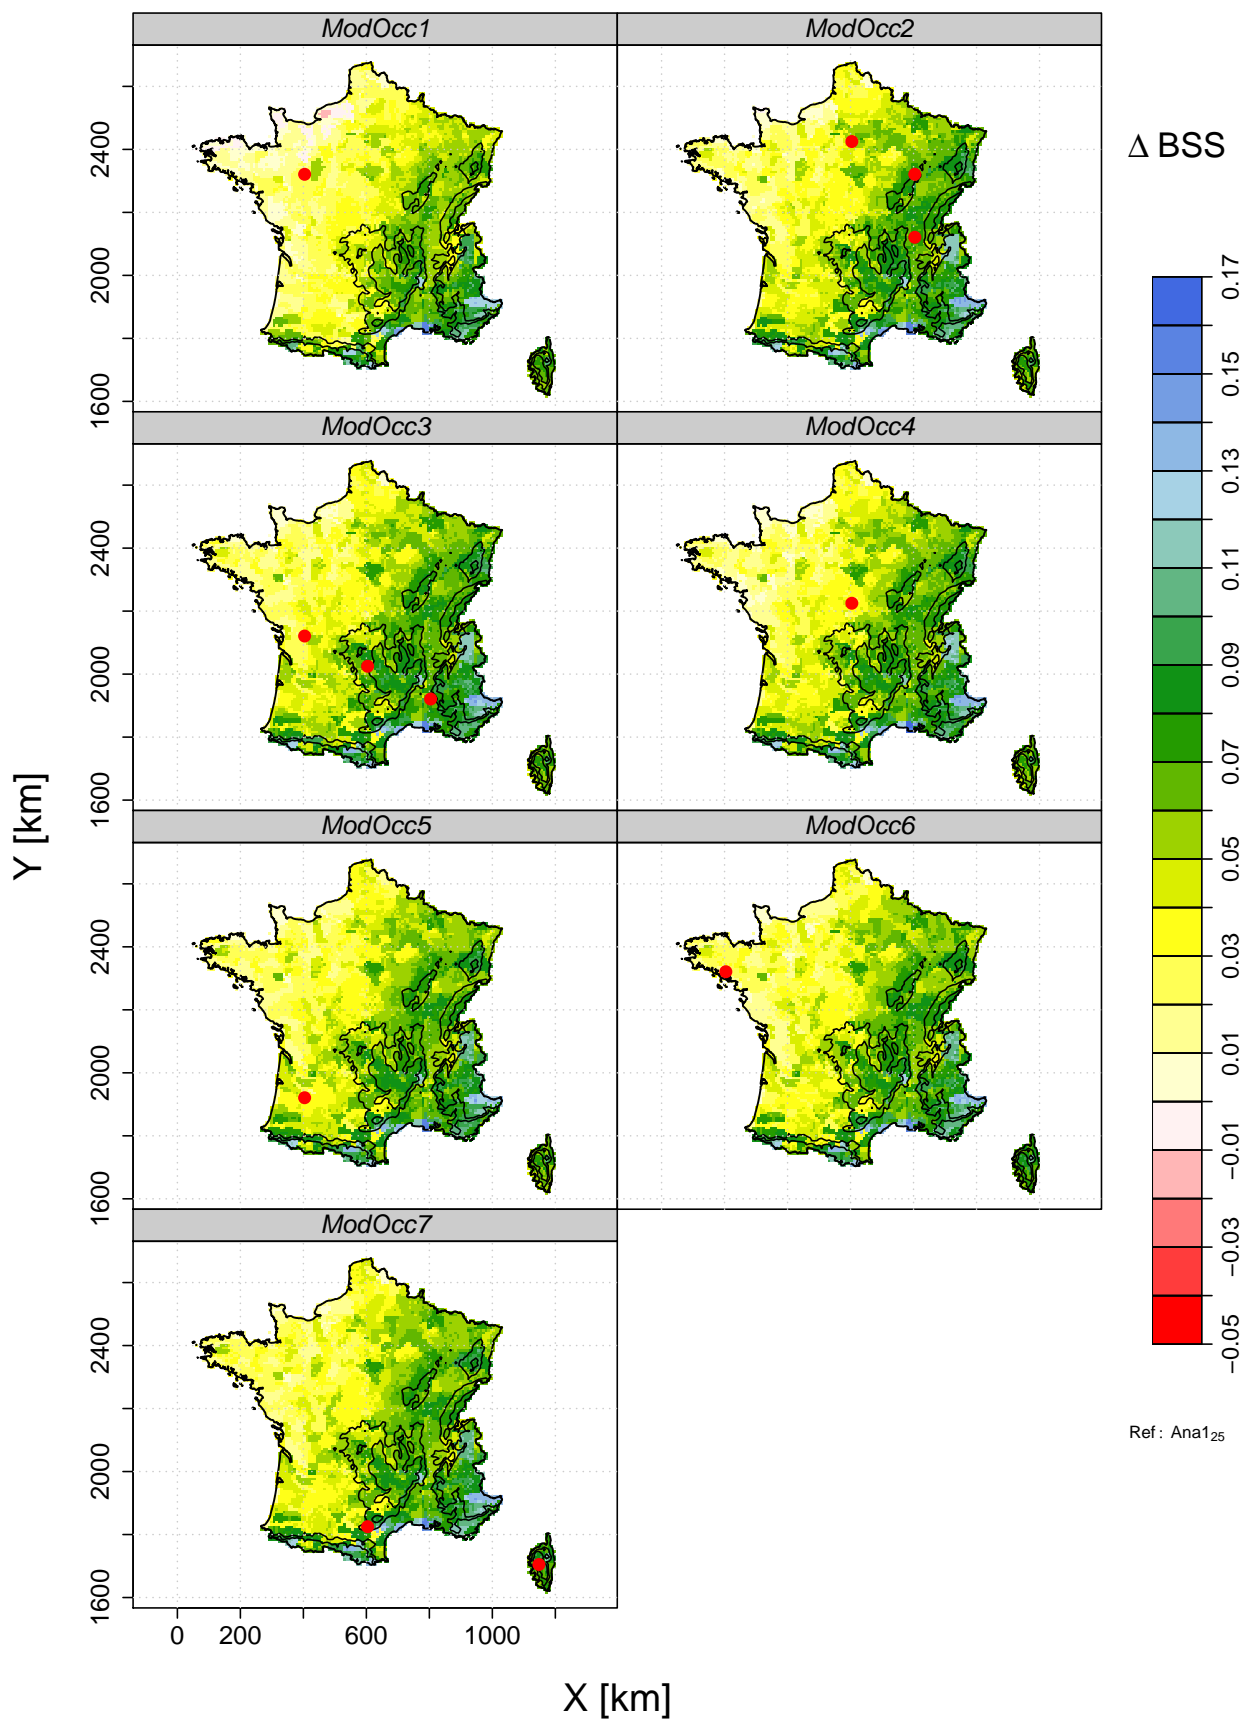 ModOcc1
ModOcc2
Δ BSS
2400
2000
1600
ModOcc3
ModOcc4
2400
2000
1600
ModOcc5
ModOcc6
2400
2000
1600
ModOcc7
2400
2000
1600
0 200 600 1000
X [km]
Y [km]
0.17
0.15
0.13
0.11
0.09
0.07
0.05
0.03
0.01
−0.01
−0.03
−0.05
Ref : Ana1₂₅